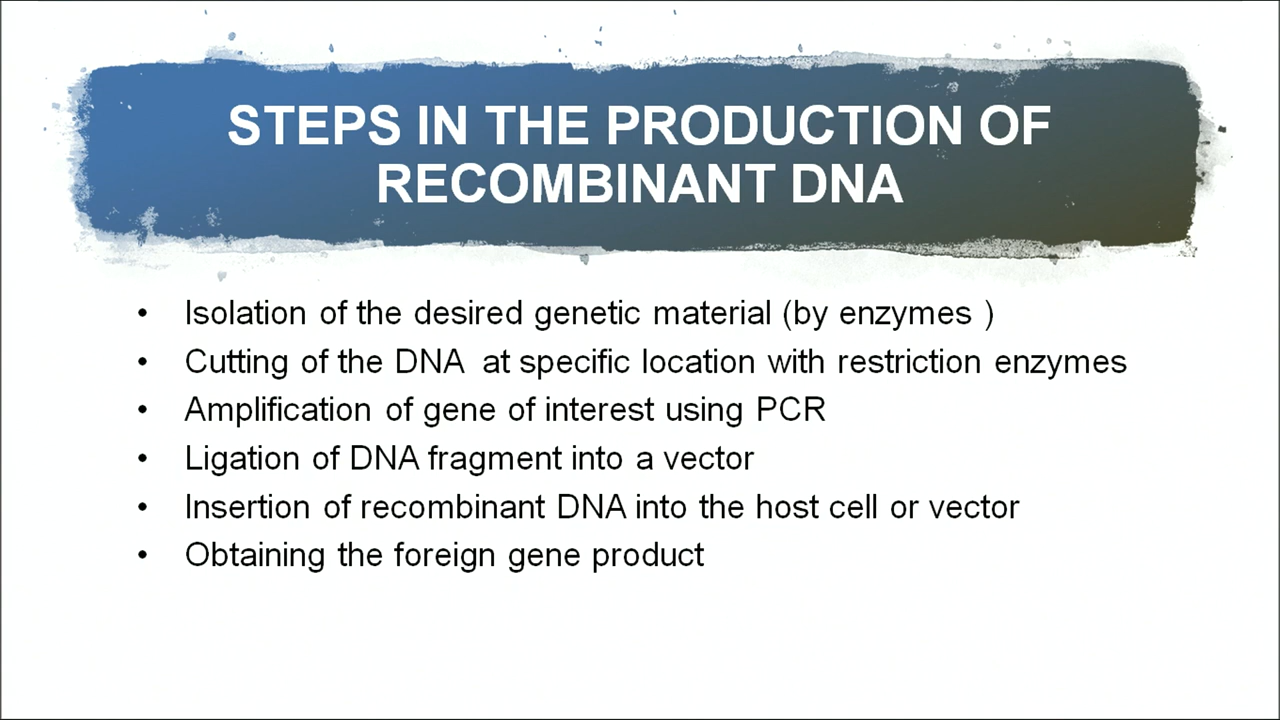 STEPS IN THE PRODUCTION OF
RECOMBINANT DNA
• Isolation of the desired genetic material (by enzymes )
• Cutting of the DNA at specific location with restriction enzymes
• Amplification of gene of interest using PCR
• Ligation of DNA fragment into a vector
• Insertion of recombinant DNA into the host cell or vector
• Obtaining the foreign gene product